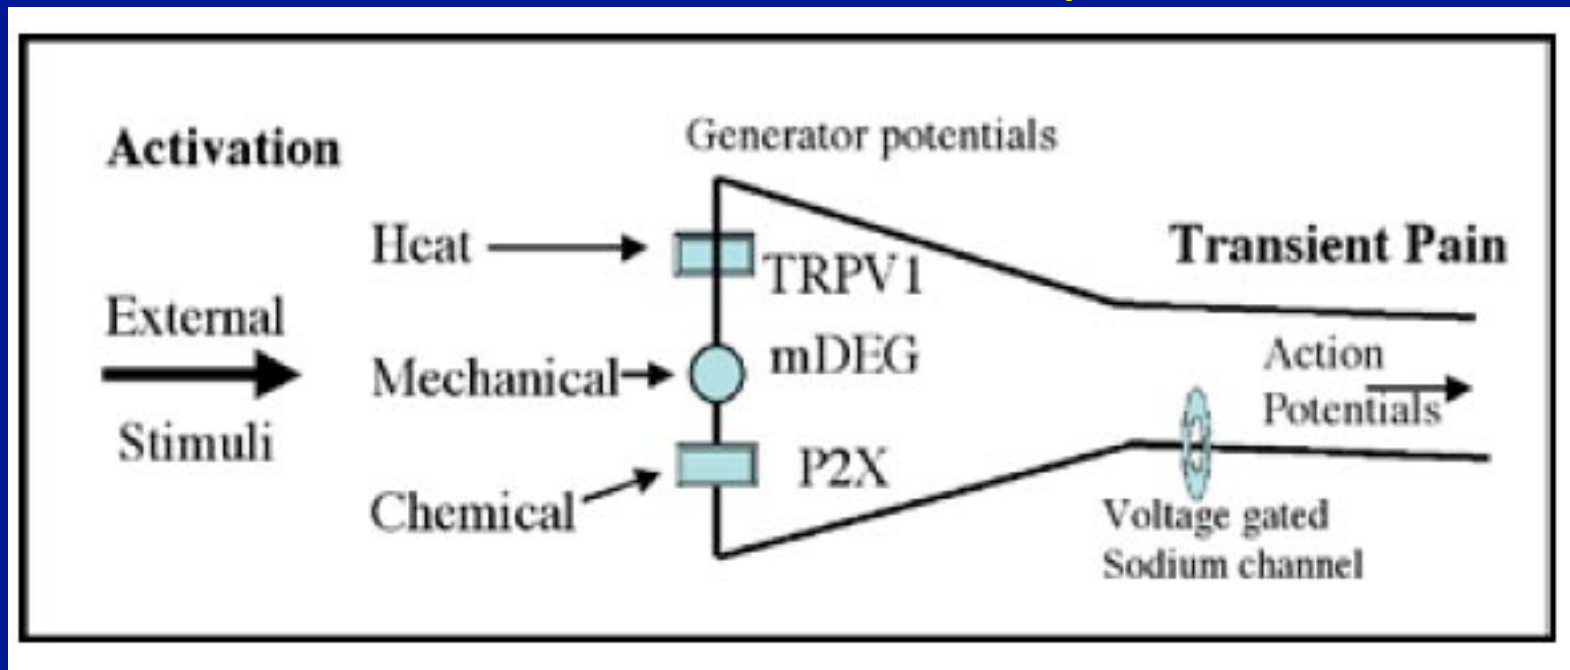 Activation
Generator potentials
Heat
TRPV1
Transient Pain
External
Stimuli
Mechanical
mDEG
Action
Potentials
Chemical
P2X
Voltage gated
Sodium channel